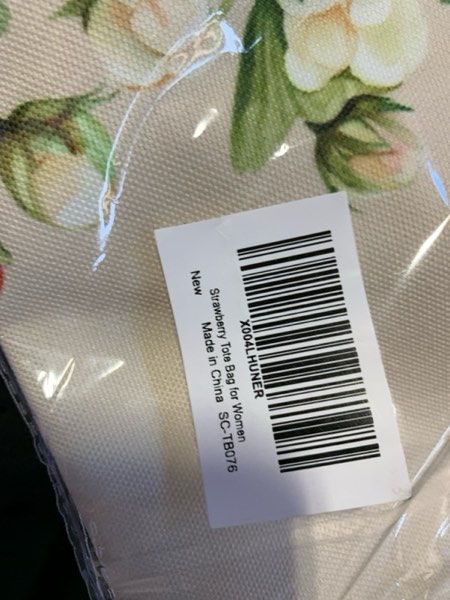 X004LHUNER
Strawberry Tote Bag for Women
Made in China SC-TB076
New